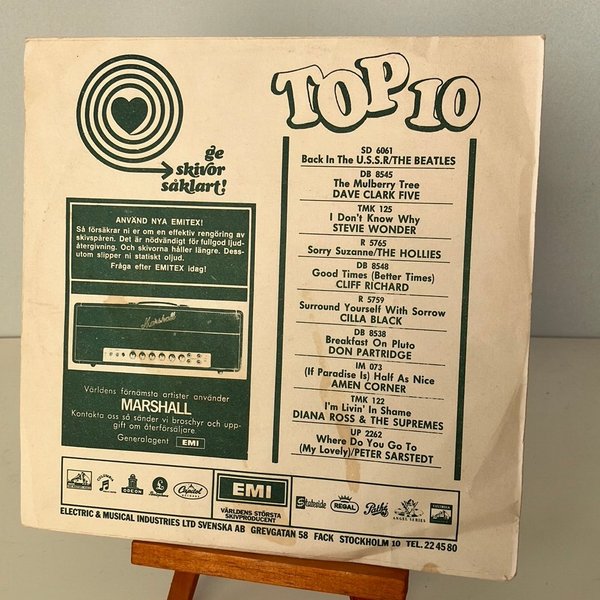 ge
skivor
såklart!
ANVÄND NYA EMITEX!
Så försäkrar ni er om en effektiv rengöring av
skivspåren. Det är nödvändigt för fullgod ljud-
återgivning. Och skivorna håller längre. Dess-
utom slipper ni statiskt oljud.
Fråga efter EMITEX idag!
Marshall
Världens förnämsta artister använder
MARSHALL
Kontakta oss så sänder vi broschyr och upp-
gift om återförsäljare.
Generalagent EMI
TOP 10
SD 6061
Back In The U.S.S.R/THE BEATLES
DB 8545
The Mulberry Tree
DAVE CLARK FIVE
TMK 125
I Don't Know Why
STEVIE WONDER
R 5765
Sorry Suzanne/THE HOLLIES
DB 8548
Good Times (Better Times)
CLIFF RICHARD
R 5759
Surround Yourself With Sorrow
CILLA BLACK
DB 8538
Breakfast On Pluto
DON PARTRIDGE
IM 073
(If Paradise Is) Half As Nice
AMEN CORNER
TMK 122
I'm Livin' In Shame
DIANA ROSS & THE SUPREMES
UP 2262
Where Do You Go To
(My Lovely)/PETER SARSTEDT
COLUMBIA
ODEON
Parlophone
Capitol
EMI
VÄRLDENS STÖRSTA
SKIVPRODUCENT
Stateside
REGAL
Pathé
ANGEL SERIES
ELECTRIC & MUSICAL INDUSTRIES LTD SVENSKA AB GREVGATAN 58 FACK STOCKHOLM 10 TEL. 22 45 80